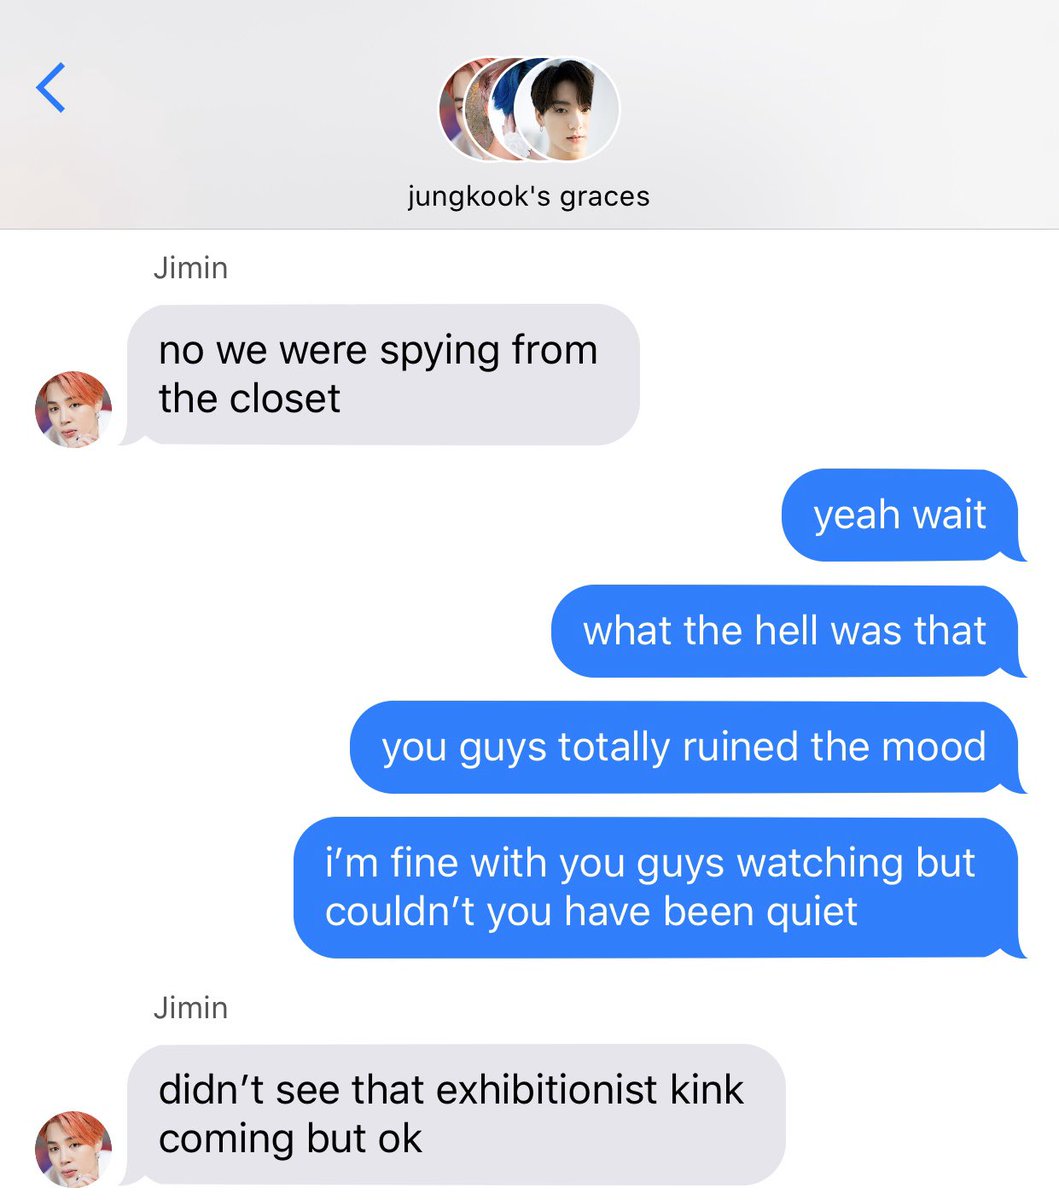 jungkook's graces
Jimin
no we were spying from
the closet
yeah wait
what the hell was that
you guys totally ruined the mood
i’m fine with you guys watching but
couldn’t you have been quiet
Jimin
didn’t see that exhibitionist kink
coming but ok